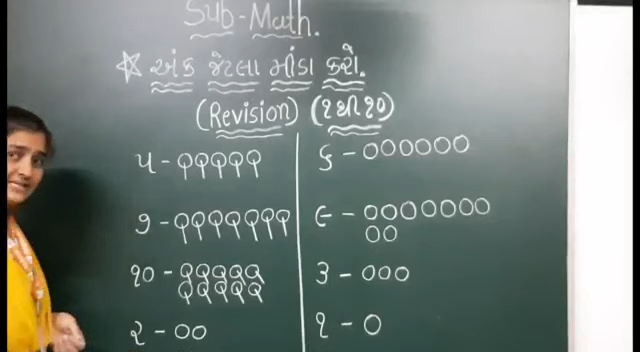 Sub-Math.
☆ અંક જેટલા મીંડા કરો.
(Revision) (૧ થી ૧૦)
૫ -
૭ -
૧૦ -
૨ - ૦૦
૬ - ૦૦૦૦૦૦
૯ - ૦૦૦૦૦૦૦
૦૦
૩ - ૦૦૦
૧ - ૦